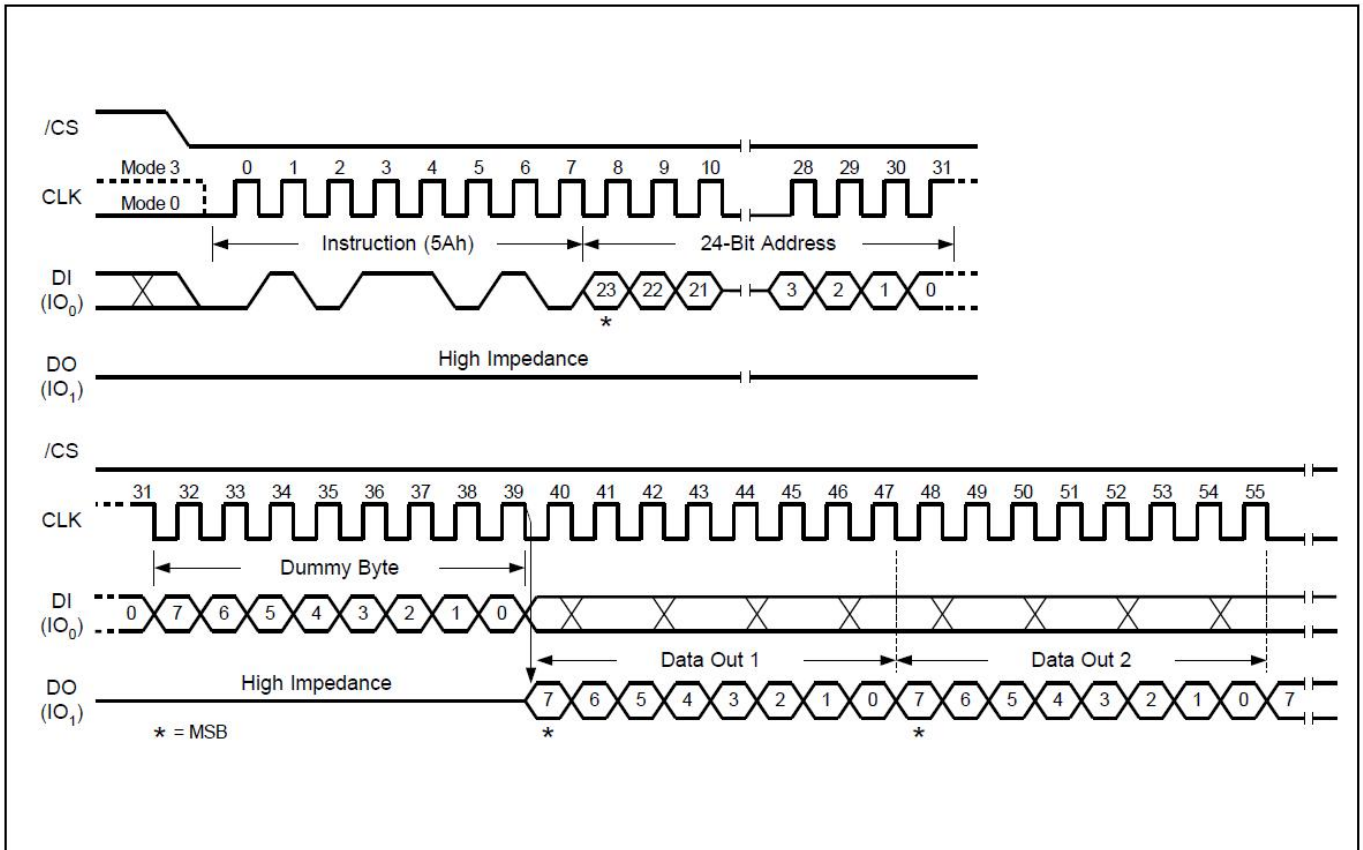 /CS
Mode 3 0 1 2 3 4 5 6 7 8 9 10 28 29 30 31
CLK
Mode 0
Instruction (5Ah) 24-Bit Address
DI
(IO0)
23 22 21 3 2 1 0
*
High Impedance
DO
(IO1)
/CS
31 32 33 34 35 36 37 38 39 40 41 42 43 44 45 46 47 48 49 50 51 52 53 54 55
CLK
Dummy Byte
DI
(IO0)
0 7 6 5 4 3 2 1 0
Data Out 1 Data Out 2
High Impedance
DO
(IO1)
7 6 5 4 3 2 1 0 7 6 5 4 3 2 1 0 7
* = MSB * *